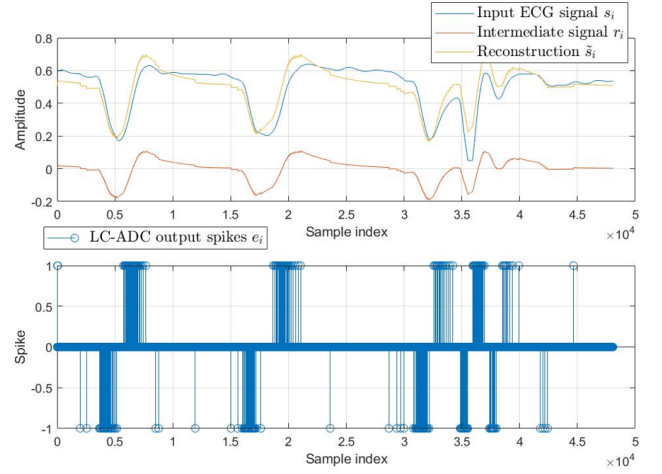 Input ECG signal s_i
Intermediate signal r_i
Reconstruction s̃_i
0.8
0.6
0.4
0.2
0
-0.2
Amplitude
0 0.5 1 1.5 2 2.5 3 3.5 4 4.5 5
Sample index
×10^4
LC-ADC output spikes e_i
1
0.5
0
-0.5
-1
Spike
0 0.5 1 1.5 2 2.5 3 3.5 4 4.5 5
Sample index
×10^4